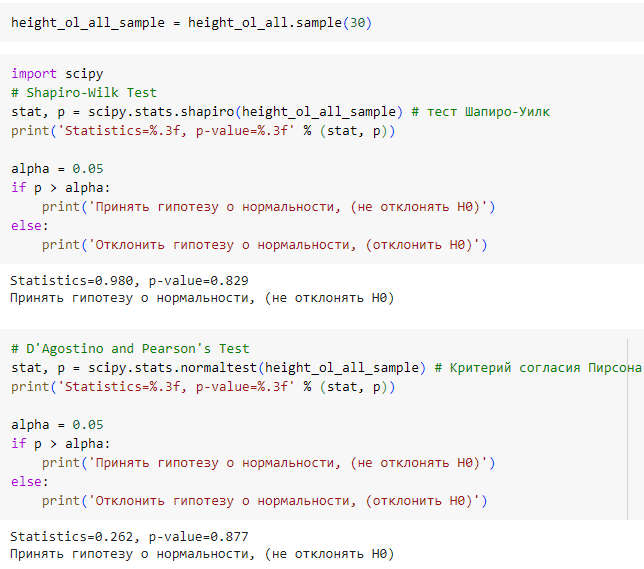 height_ol_all_sample = height_ol_all.sample(30)
import scipy
# Shapiro-Wilk Test
stat, p = scipy.stats.shapiro(height_ol_all_sample) # тест Шапиро-Уилк
print('Statistics=%.3f, p-value=%.3f' % (stat, p))
alpha = 0.05
if p > alpha:
    print('Принять гипотезу о нормальности, (не отклонять H0)')
else:
    print('Отклонить гипотезу о нормальности, (отклонить H0)')
Statistics=0.980, p-value=0.829
Принять гипотезу о нормальности, (не отклонять H0)
# D'Agostino and Pearson's Test
stat, p = scipy.stats.normaltest(height_ol_all_sample) # Критерий согласия Пирсона
print('Statistics=%.3f, p-value=%.3f' % (stat, p))
alpha = 0.05
if p > alpha:
    print('Принять гипотезу о нормальности, (не отклонять H0)')
else:
    print('Отклонить гипотезу о нормальности, (отклонить H0)')
Statistics=0.262, p-value=0.877
Принять гипотезу о нормальности, (не отклонять H0)